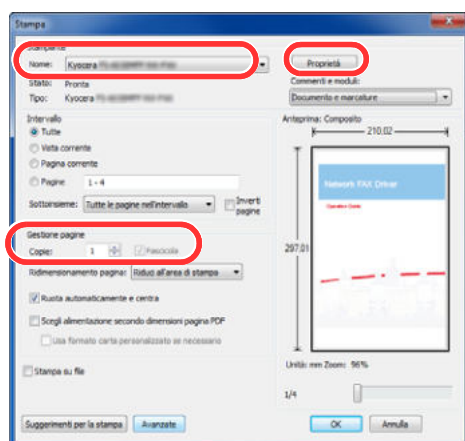 Stampa
Stampante
Nome: Kyocera
Proprietà
Stato: Pronta
Commenti e moduli:
Tipo: Kyocera
Documento e marcature
Intervallo
Tutte
Vista corrente
Pagina corrente
Pagine 1 - 4
Sottoinsieme: Tutte le pagine nell'intervallo
Inverti pagine
Anteprima: Composito
210,02
297,01
Network FAX Driver
Operation Guide
Gestione pagine
Copie: 1 Fascicola
Ridimensionamento pagina: Riduci all'area di stampa
Ruota automaticamente e centra
Scegli alimentazione secondo dimensioni pagina PDF
Usa formato carta personalizzato se necessario
Stampa su file
Unità: mm Zoom: 96%
1/4
Suggerimenti per la stampa
Avanzate
OK
Annulla